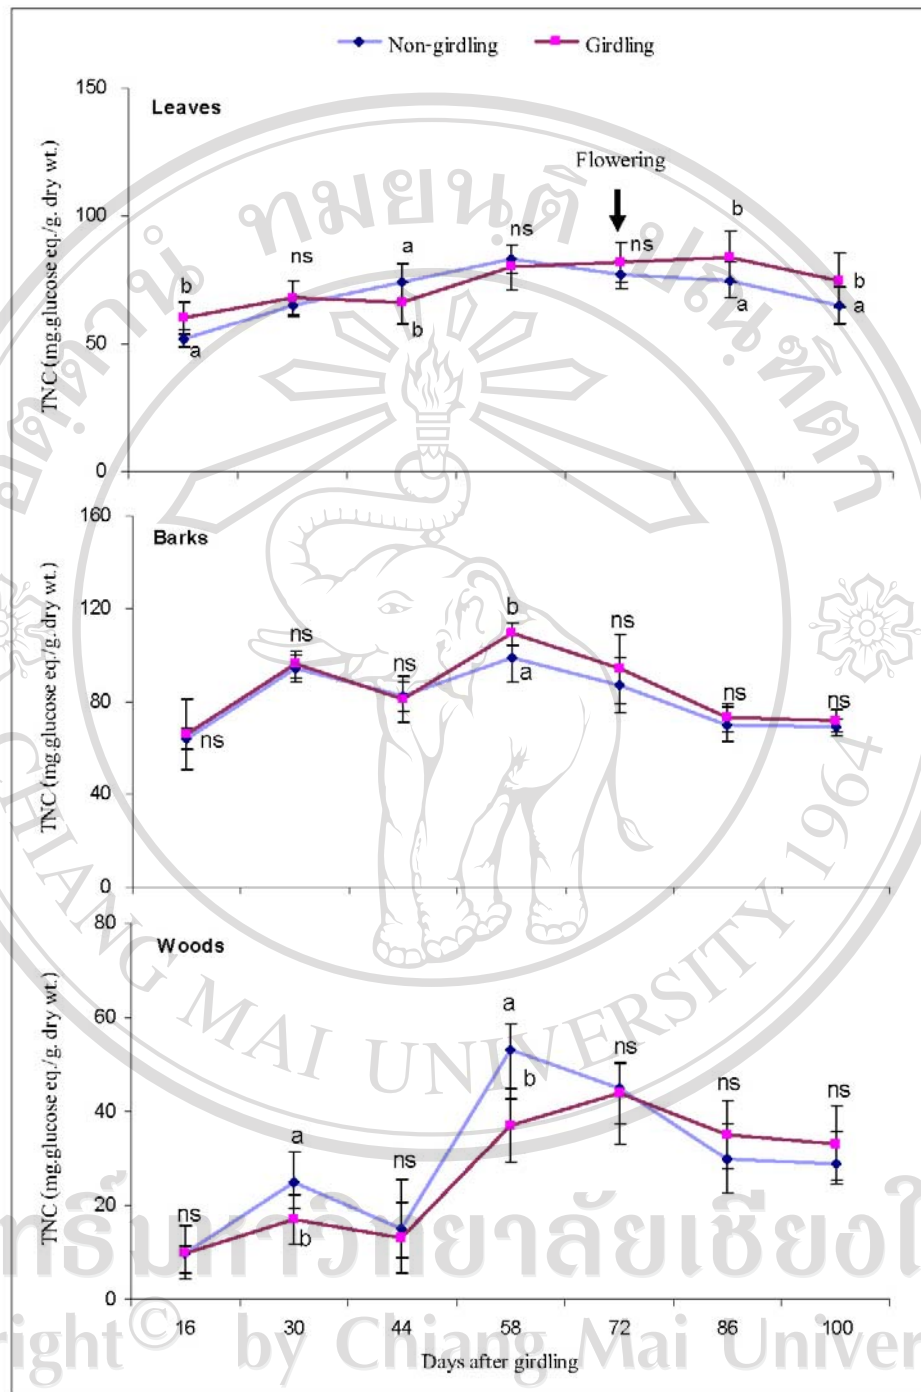 Non-girdling Girdling
150
100
50
0
Leaves
TNC (mg.glucose eq./g. dry wt.)
Flowering
b
a
ns
a
b
ns
ns
b
a
b
a
160
120
80
40
0
Barks
TNC (mg.glucose eq./g. dry wt.)
ns
ns
ns
b
a
ns
ns
ns
80
60
40
20
0
Woods
TNC (mg.glucose eq./g. dry wt.)
ns
a
b
ns
a
b
ns
ns
ns
16 30 44 58 72 86 100
Days after girdling
CHIANG MAI UNIVERSITY 1964
right© by Chiang Mai Univer